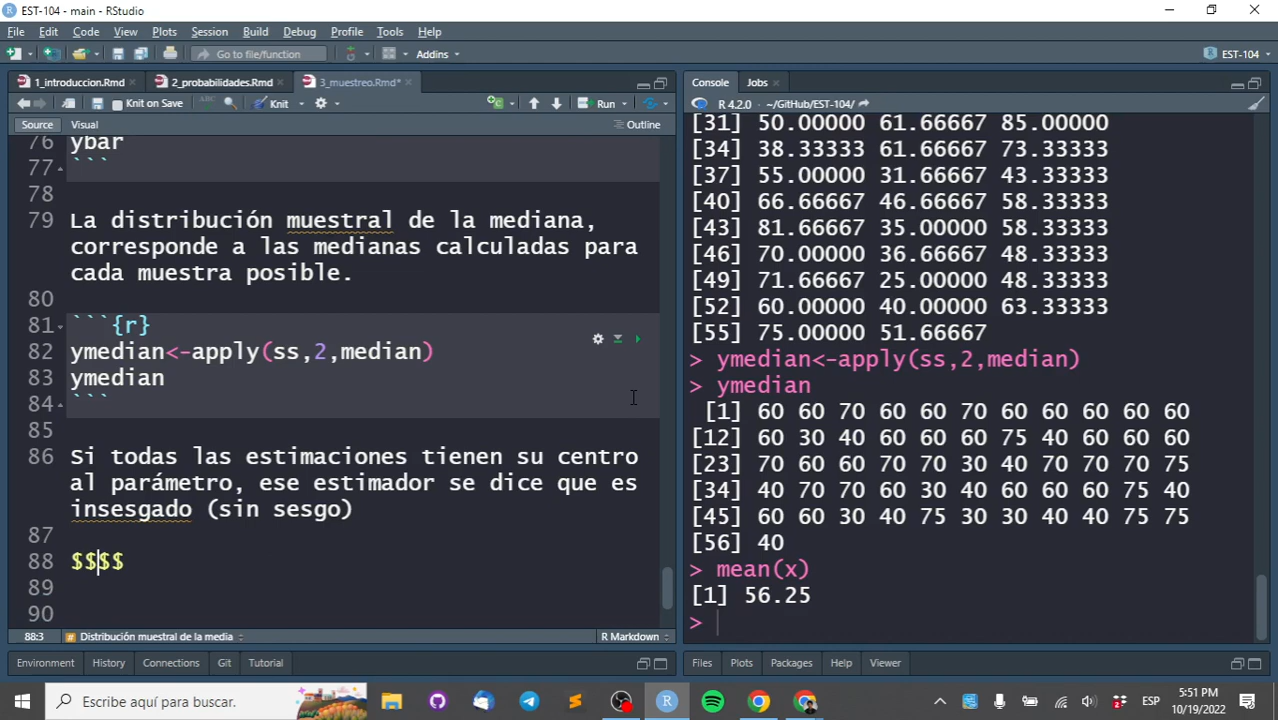 EST-104 - main - RStudio
File Edit Code View Plots Session Build Debug Profile Tools Help
Go to file/function Addins EST-104
1_introduccion.Rmd 2_probabilidades.Rmd 3_muestreo.Rmd*
Knit on Save Knit Run
Source Visual Outline
76 ybar
77 ```
78
79 La distribución muestral de la mediana,
corresponde a las medianas calculadas para
cada muestra posible.
80
81 ```{r}
82 ymedian<-apply(ss,2,median)
83 ymedian
84 ```
85
86 Si todas las estimaciones tienen su centro
al parámetro, ese estimador se dice que es
insesgado (sin sesgo)
87
88 $$$$
89
90
88:3 Distribución muestral de la media R Markdown
Environment History Connections Git Tutorial
Console Jobs
R 4.2.0 · ~/GitHub/EST-104/
[31] 50.00000 61.66667 85.00000
[34] 38.33333 61.66667 73.33333
[37] 55.00000 31.66667 43.33333
[40] 66.66667 46.66667 58.33333
[43] 81.66667 35.00000 58.33333
[46] 70.00000 36.66667 48.33333
[49] 71.66667 25.00000 48.33333
[52] 60.00000 40.00000 63.33333
[55] 75.00000 51.66667
> ymedian<-apply(ss,2,median)
> ymedian
[1] 60 60 70 60 60 70 60 60 60 60 60
[12] 60 30 40 60 60 60 75 40 60 60 60
[23] 70 60 60 70 70 30 40 70 70 70 75
[34] 40 70 70 60 30 40 60 60 60 75 40
[45] 60 60 30 40 75 30 30 40 40 75 75
[56] 40
> mean(x)
[1] 56.25
>
Files Plots Packages Help Viewer
Escribe aquí para buscar.
ESP
5:51 PM
10/19/2022